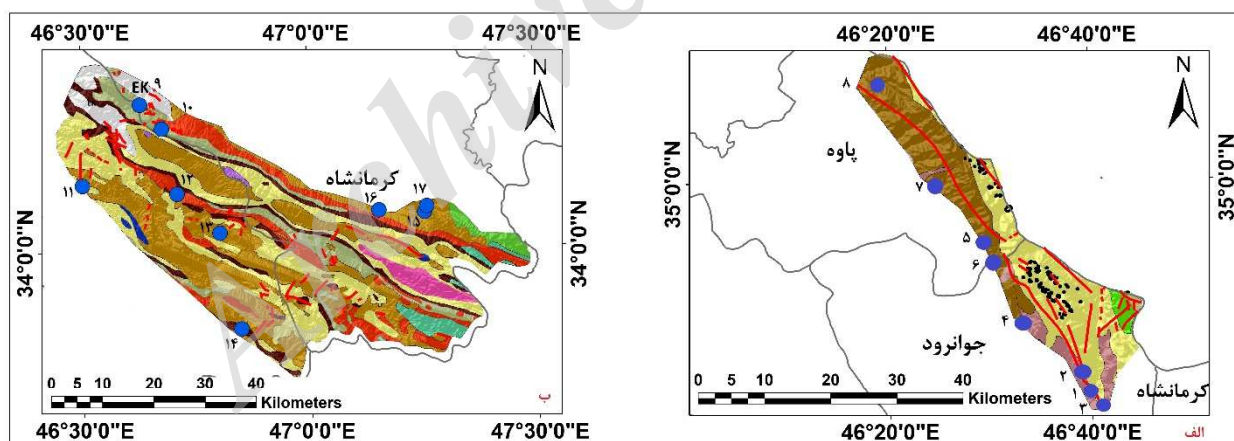 46°30'0"E 47°0'0"E 47°30'0"E
N
EK ۹
۱۰
کرمانشاه
۱۱
۱۲
۱۷
۱۶
۱۳
۱۴
34°0'0"N
34°0'0"N
0 5 10 20 30 40
Kilometers
ب
46°30'0"E 47°0'0"E 47°30'0"E
46°20'0"E 46°40'0"E
N
۸
پاوه
۷
35°0'0"N
35°0'0"N
۵
۶
۴
جوانرود
۲
۱
۳
کرمانشاه
0 5 10 20 30 40
Kilometers
الف
46°20'0"E 46°40'0"E
Archive of